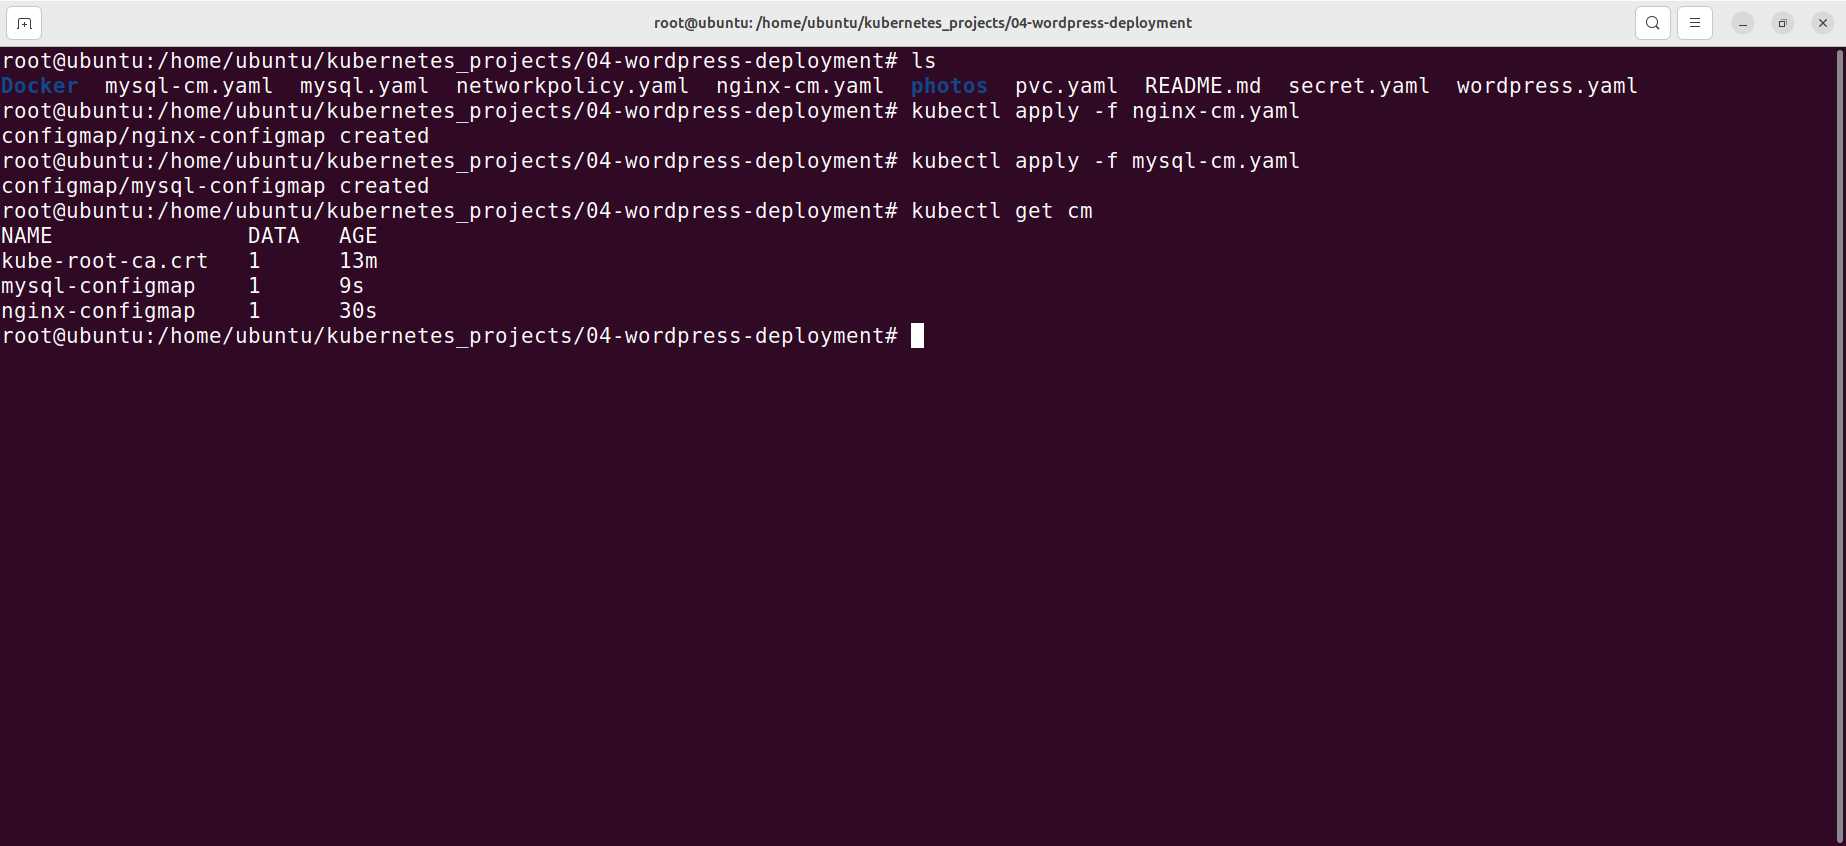 root@ubuntu: /home/ubuntu/kubernetes_projects/04-wordpress-deployment
root@ubuntu:/home/ubuntu/kubernetes_projects/04-wordpress-deployment# ls
Docker  mysql-cm.yaml  mysql.yaml  networkpolicy.yaml  nginx-cm.yaml  photos  pvc.yaml  README.md  secret.yaml  wordpress.yaml
root@ubuntu:/home/ubuntu/kubernetes_projects/04-wordpress-deployment# kubectl apply -f nginx-cm.yaml
configmap/nginx-configmap created
root@ubuntu:/home/ubuntu/kubernetes_projects/04-wordpress-deployment# kubectl apply -f mysql-cm.yaml
configmap/mysql-configmap created
root@ubuntu:/home/ubuntu/kubernetes_projects/04-wordpress-deployment# kubectl get cm
NAME               DATA   AGE
kube-root-ca.crt   1      13m
mysql-configmap    1      9s
nginx-configmap    1      30s
root@ubuntu:/home/ubuntu/kubernetes_projects/04-wordpress-deployment#